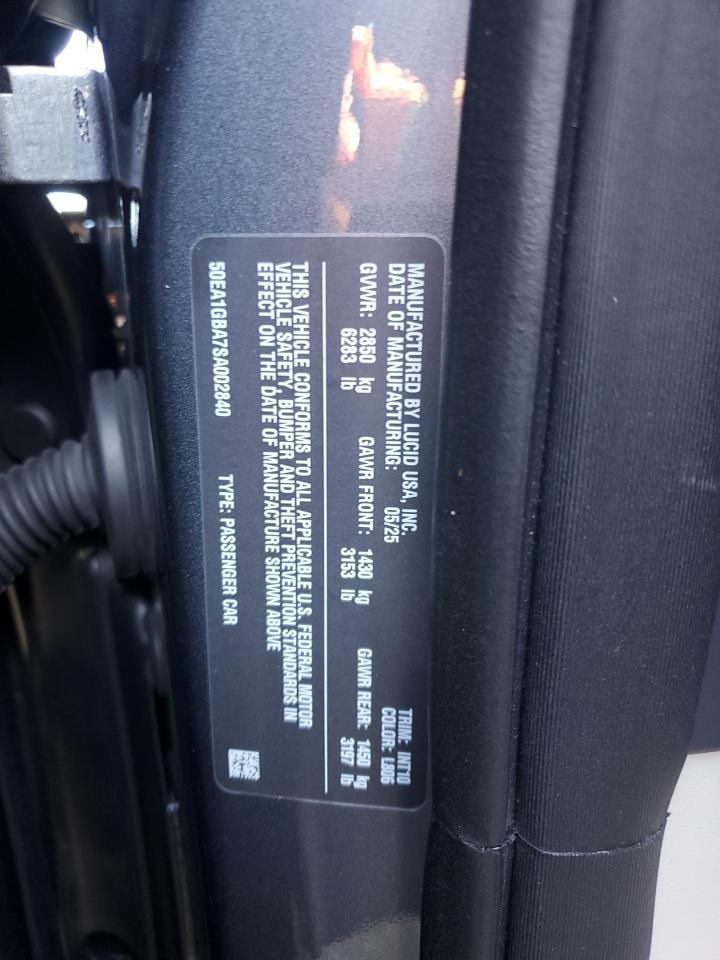 MANUFACTURED BY LUCID USA, INC.
DATE OF MANUFACTURING: 05/25
TRIM: INT10
COLOR: L806
GVWR: 2850 kg GAWR FRONT: 1430 kg GAWR REAR: 1450 kg
6283 lb 3153 lb 3197 lb
THIS VEHICLE CONFORMS TO ALL APPLICABLE U.S. FEDERAL MOTOR
VEHICLE SAFETY, BUMPER AND THEFT PREVENTION STANDARDS IN
EFFECT ON THE DATE OF MANUFACTURE SHOWN ABOVE
50EA1GBA7SA002840 TYPE: PASSENGER CAR